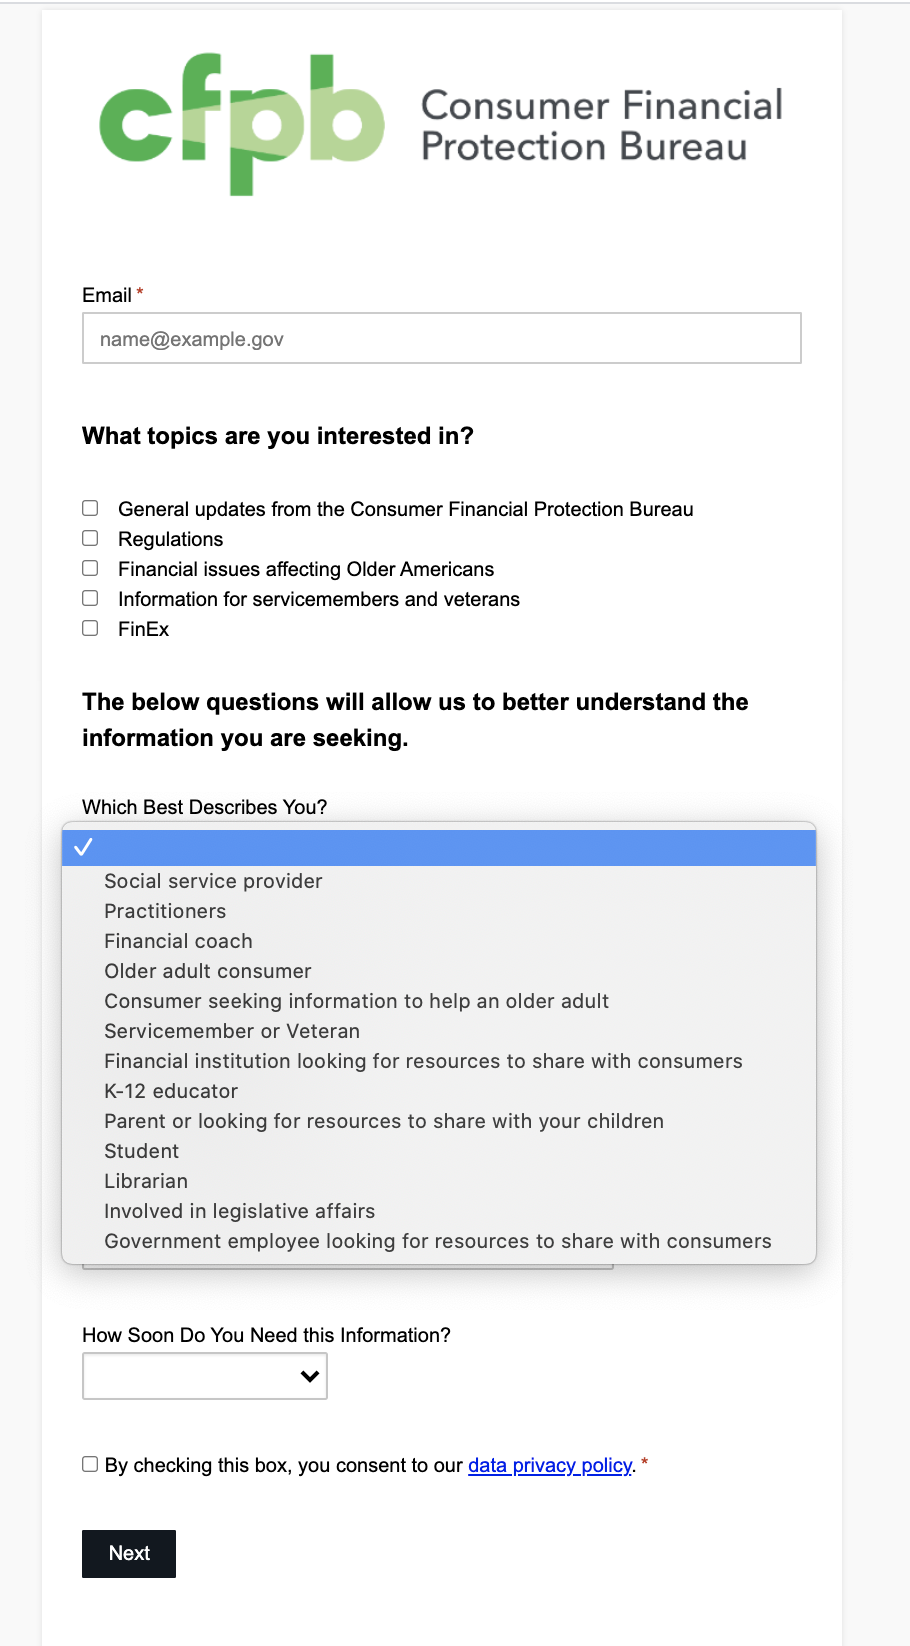 cfpb
Consumer Financial
Protection Bureau
Email *
name@example.gov
What topics are you interested in?
General updates from the Consumer Financial Protection Bureau
Regulations
Financial issues affecting Older Americans
Information for servicemembers and veterans
FinEx
The below questions will allow us to better understand the
information you are seeking.
Which Best Describes You?
Social service provider
Practitioners
Financial coach
Older adult consumer
Consumer seeking information to help an older adult
Servicemember or Veteran
Financial institution looking for resources to share with consumers
K-12 educator
Parent or looking for resources to share with your children
Student
Librarian
Involved in legislative affairs
Government employee looking for resources to share with consumers
How Soon Do You Need this Information?
By checking this box, you consent to our data privacy policy. *
Next